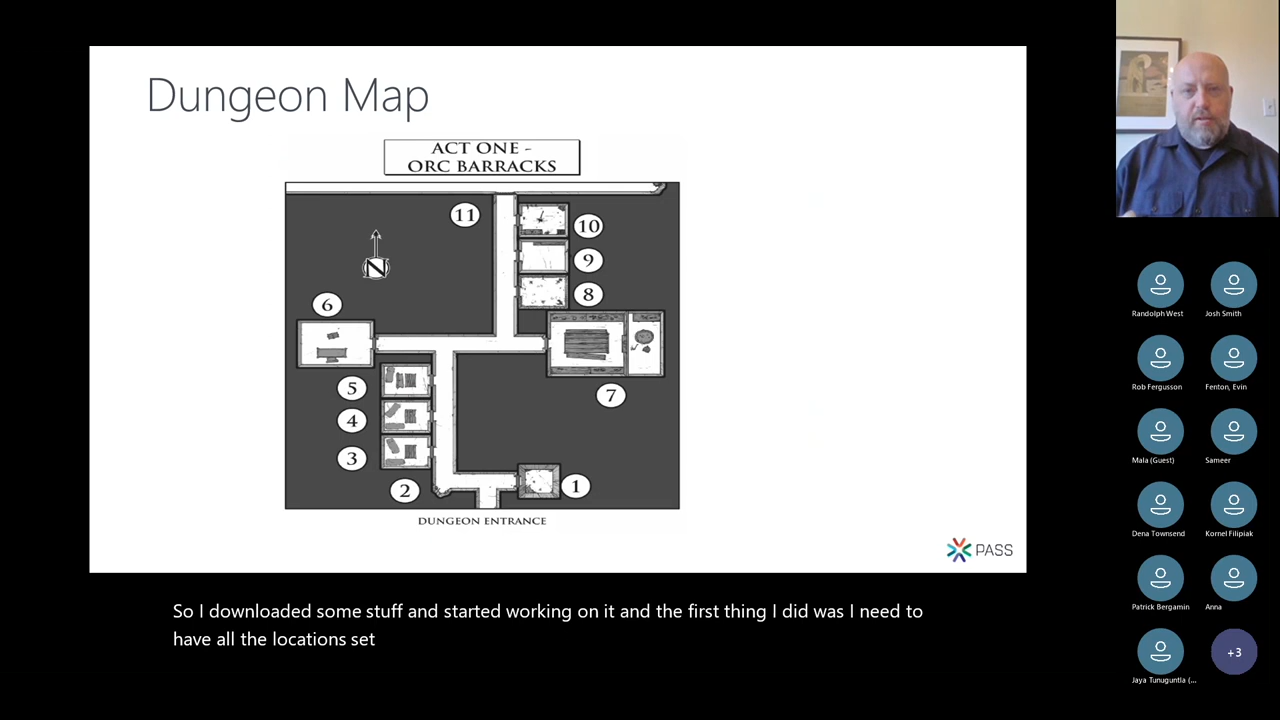 Dungeon Map
ACT ONE -
ORC BARRACKS
11
10
9
8
N
6
5
4
3
2
7
1
DUNGEON ENTRANCE
PASS
So I downloaded some stuff and started working on it and the first thing I did was I need to
have all the locations set
Randolph West
Josh Smith
Rob Fergusson
Fenton, Evin
Mala (Guest)
Sameer
Dena Townsend
Kornel Filipiak
Patrick Bergamin
Anna
Jaya Tunuguntla (...
+3